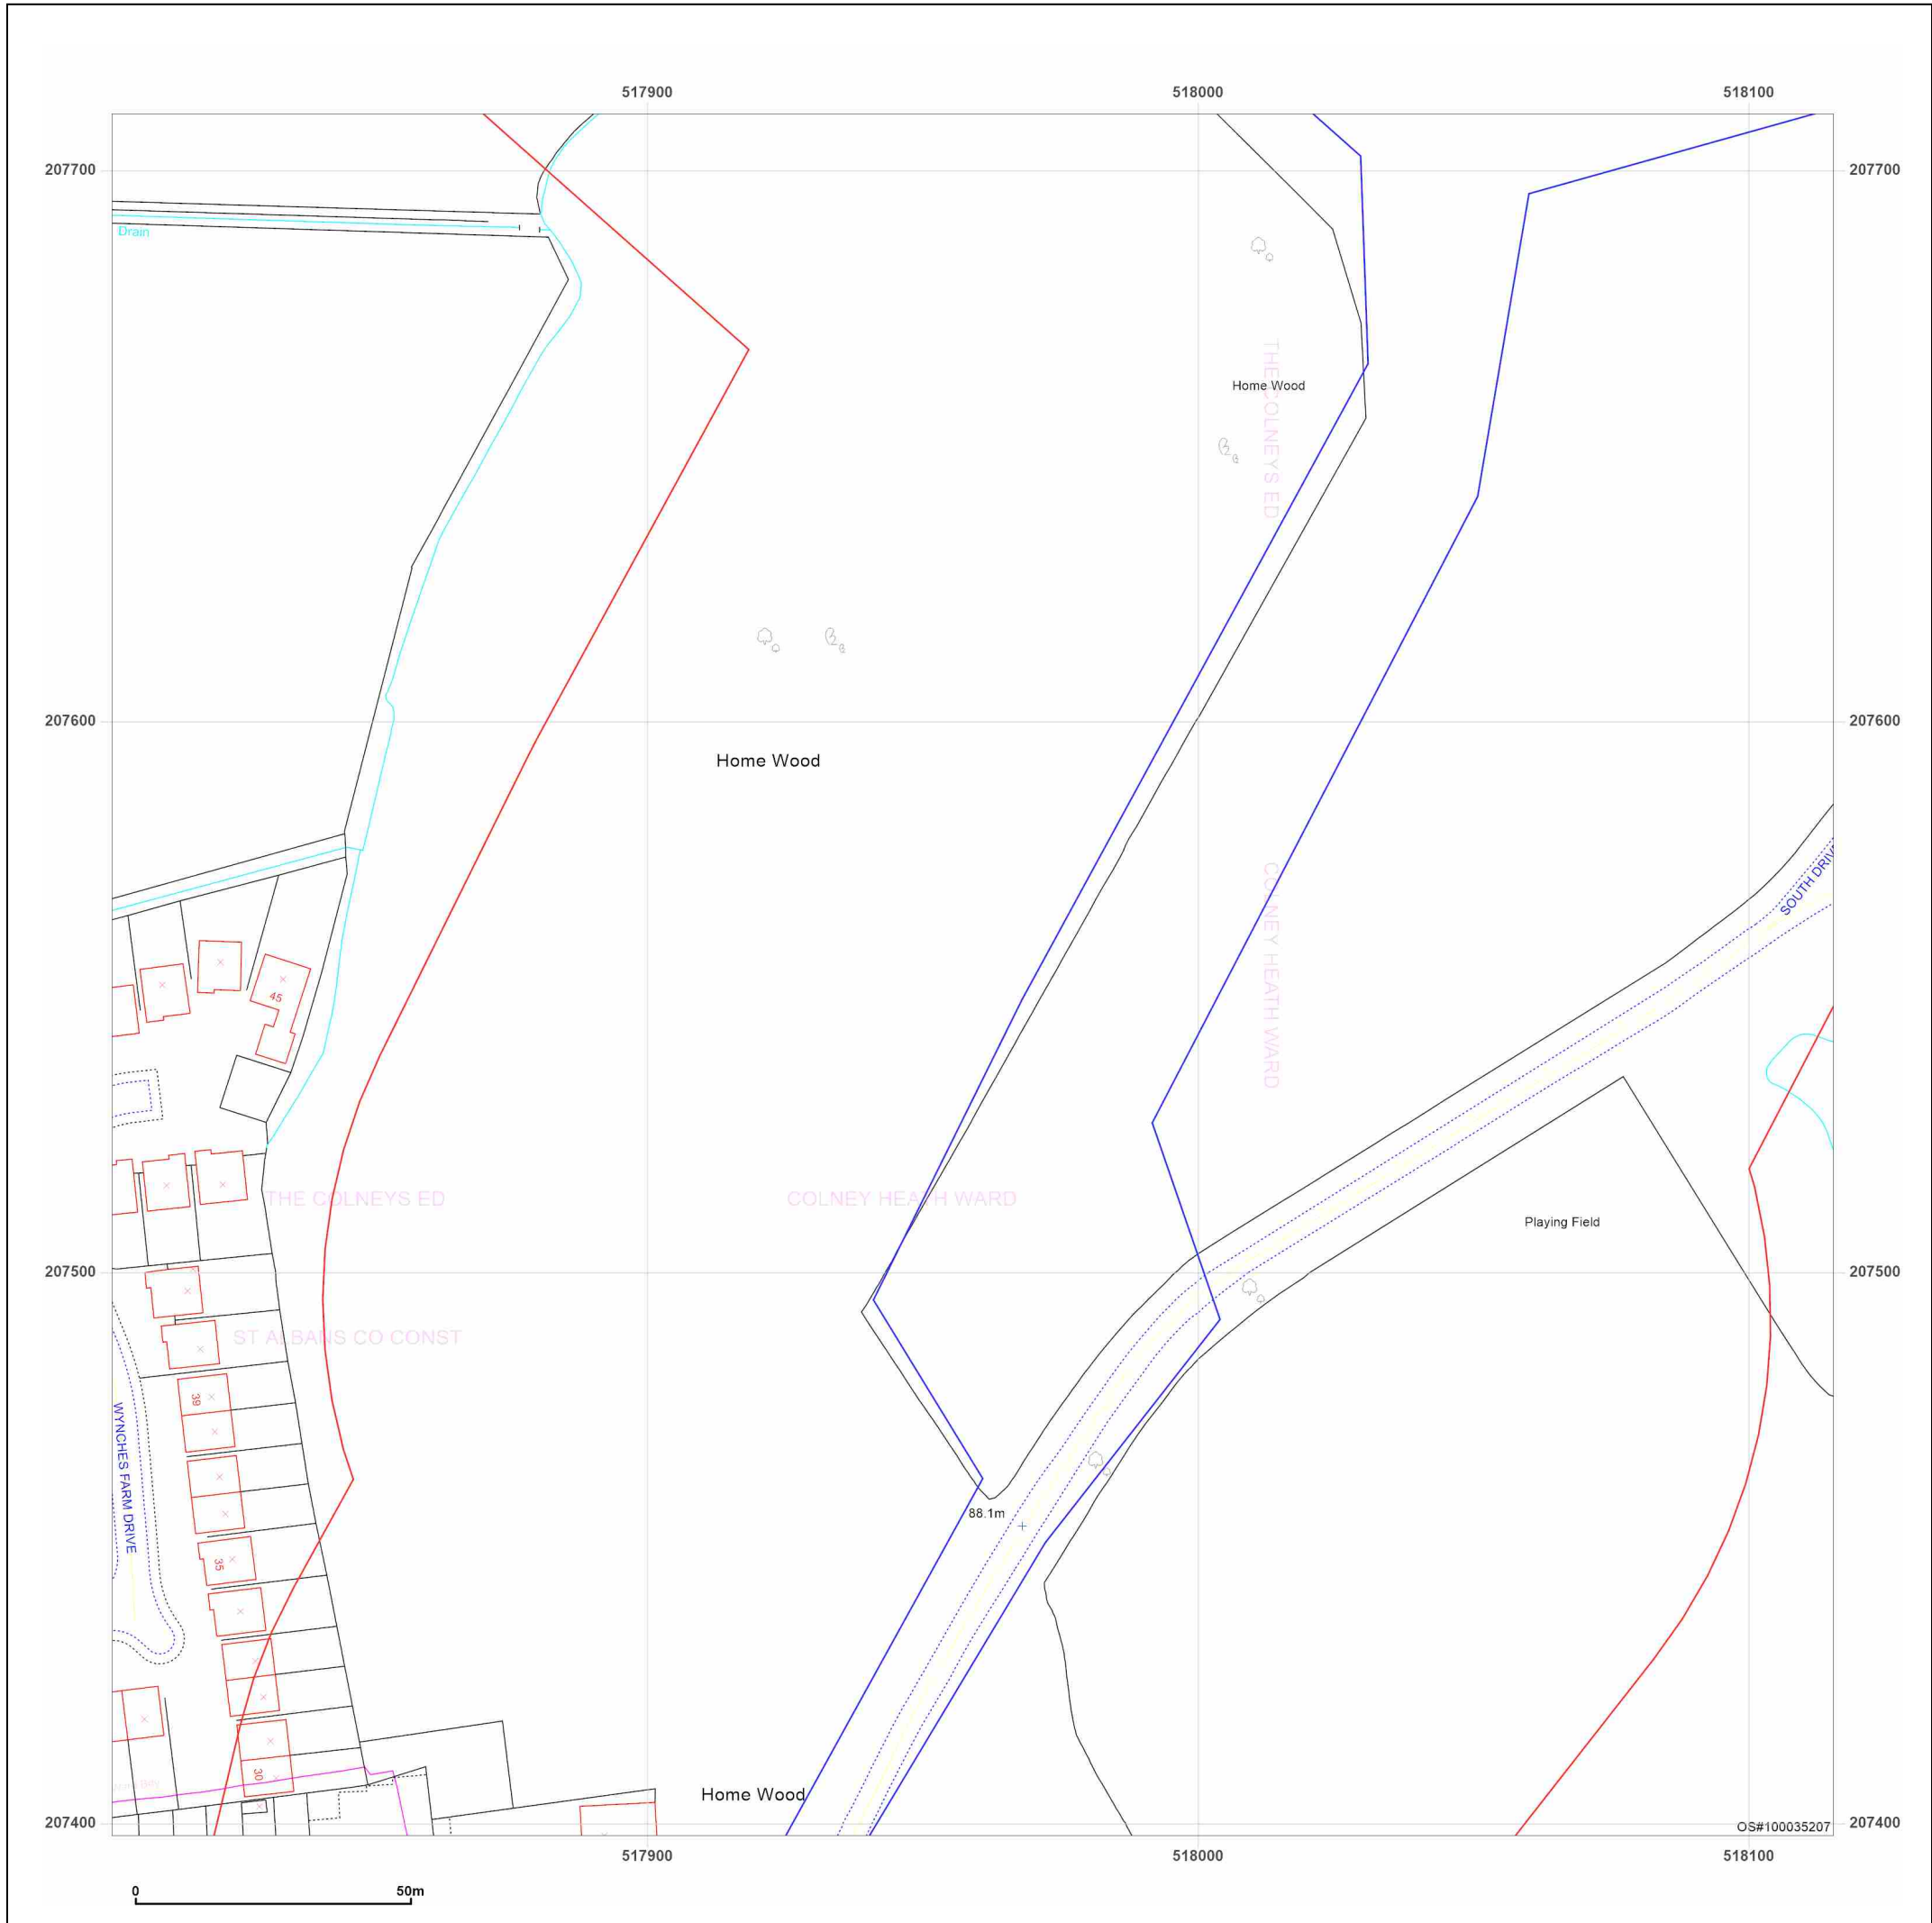 517900
518000
518100
207700
207700
Drain
THE COLNEYS ED
Home Wood
207600
207600
Home Wood
COLNEY HEATH WARD
SOUTH DRIVE
45
THE COLNEYS ED
COLNEY HEATH WARD
Playing Field
207500
207500
ST ALBANS CO CONST
39
WYNCHES FARM DRIVE
88.1m
35
30
Home Wood
207400
207400
OS#100035207
517900
518000
518100
0
50m